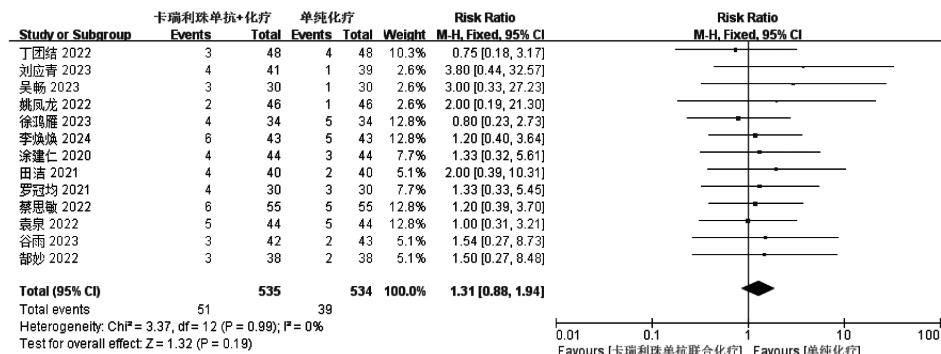 卡瑞利珠单抗+化疗 单纯化疗 Risk Ratio Risk Ratio
Study or Subgroup Events Total Events Total Weight M-H, Fixed, 95% CI M-H, Fixed, 95% CI
丁团结 2022 3 48 4 48 10.3% 0.75 [0.18, 3.17]
刘应青 2023 4 41 1 39 2.6% 3.80 [0.44, 32.57]
吴畅 2023 3 30 1 30 2.6% 3.00 [0.33, 27.23]
姚凤龙 2022 2 46 1 46 2.6% 2.00 [0.19, 21.30]
徐鸿雁 2023 4 34 5 34 12.8% 0.80 [0.23, 2.73]
李焕焕 2024 6 43 5 43 12.8% 1.20 [0.40, 3.64]
涂建仁 2020 4 44 3 44 7.7% 1.33 [0.32, 5.61]
田洁 2021 4 40 2 40 5.1% 2.00 [0.39, 10.31]
罗冠均 2021 4 30 3 30 7.7% 1.33 [0.33, 5.45]
蔡思敏 2022 6 55 5 55 12.8% 1.20 [0.39, 3.70]
袁泉 2022 5 44 5 44 12.8% 1.00 [0.31, 3.21]
谷雨 2023 3 42 2 43 5.1% 1.54 [0.27, 8.73]
郜妙 2022 3 38 2 38 5.1% 1.50 [0.27, 8.48]
Total (95% CI) 535 534 100.0% 1.31 [0.88, 1.94]
Total events 51 39
Heterogeneity: Chi² = 3.37, df = 12 (P = 0.99); I² = 0%
Test for overall effect: Z = 1.32 (P = 0.19)
0.01 0.1 1 10 100
Favours [卡瑞利珠单抗联合化疗] Favours [单纯化疗]